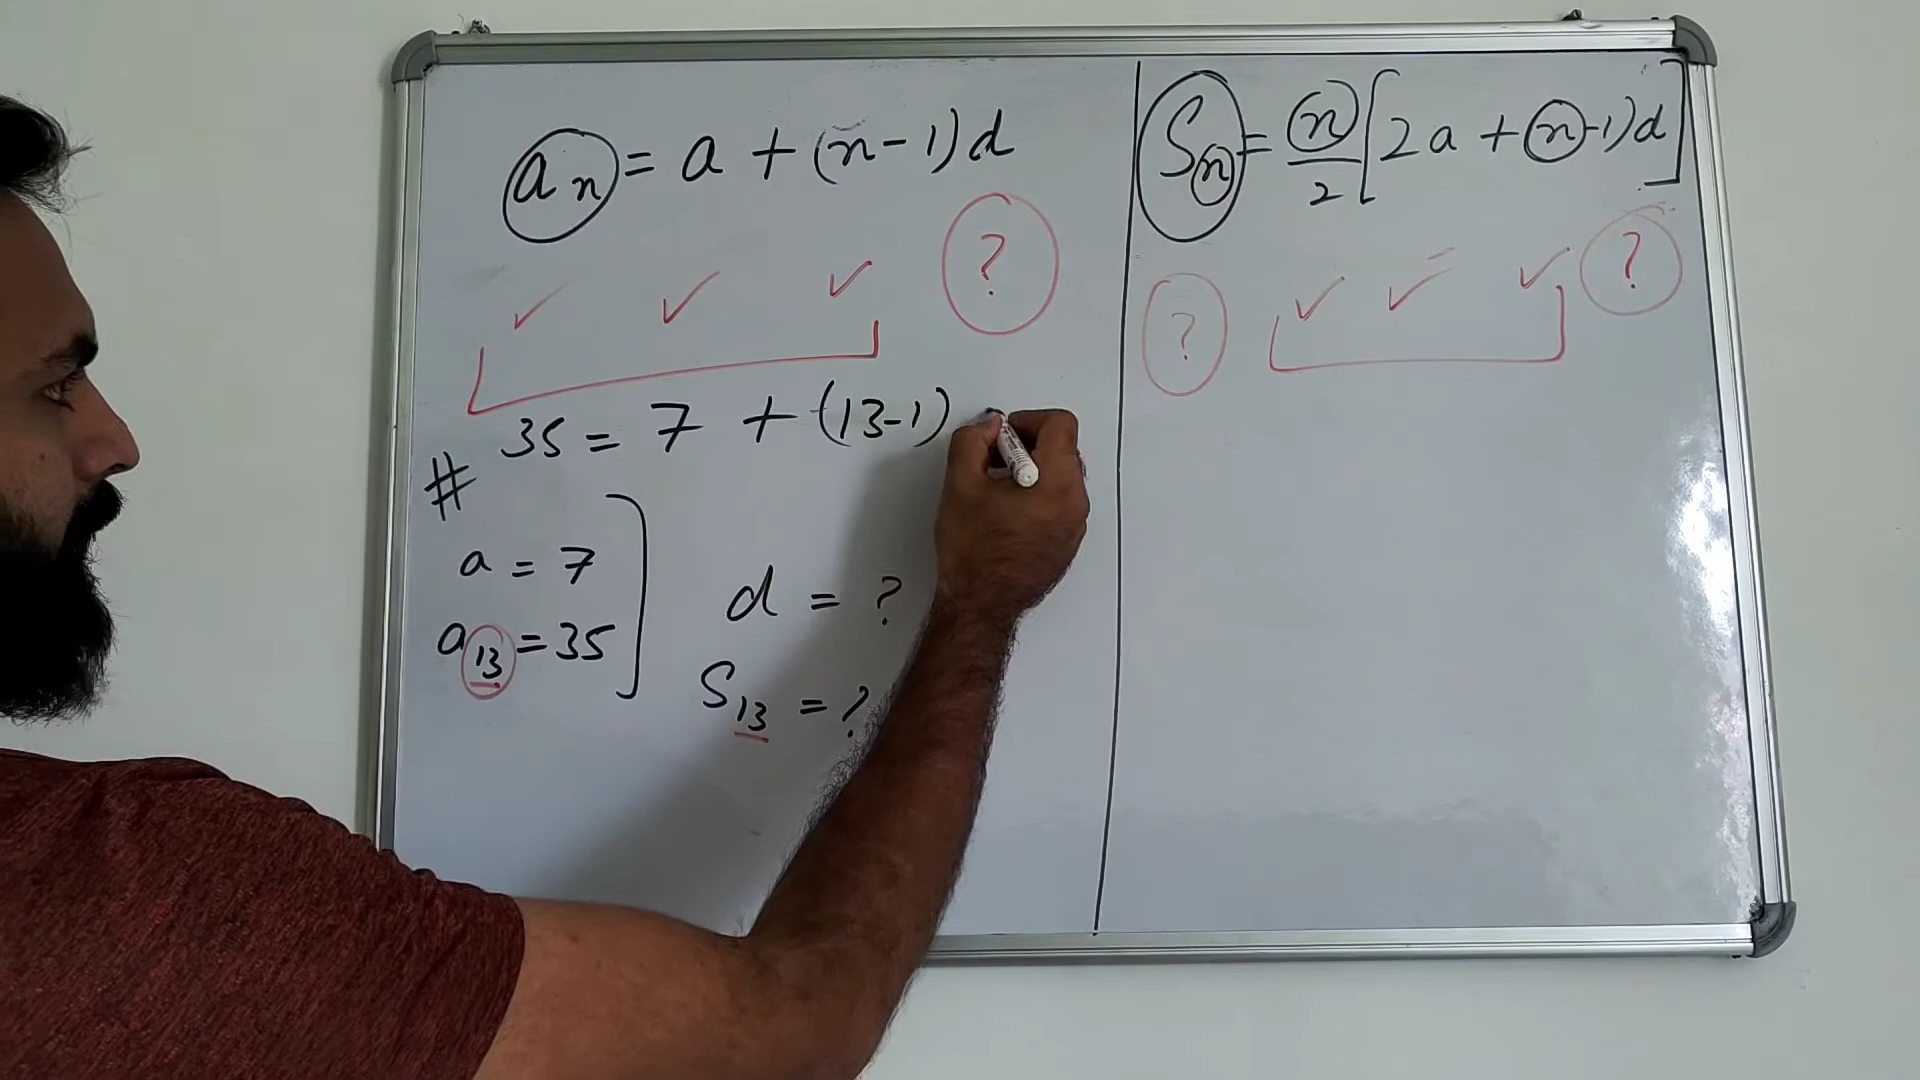 aₙ = a + (n-1)d
?
✓ ✓ ✓
35 = 7 + (13-1)
#
a = 7
a₁₃ = 35
d = ?
S₁₃ = ?
Sₙ = n/2 [2a + (n-1)d]
? ✓ ✓ ✓ ?